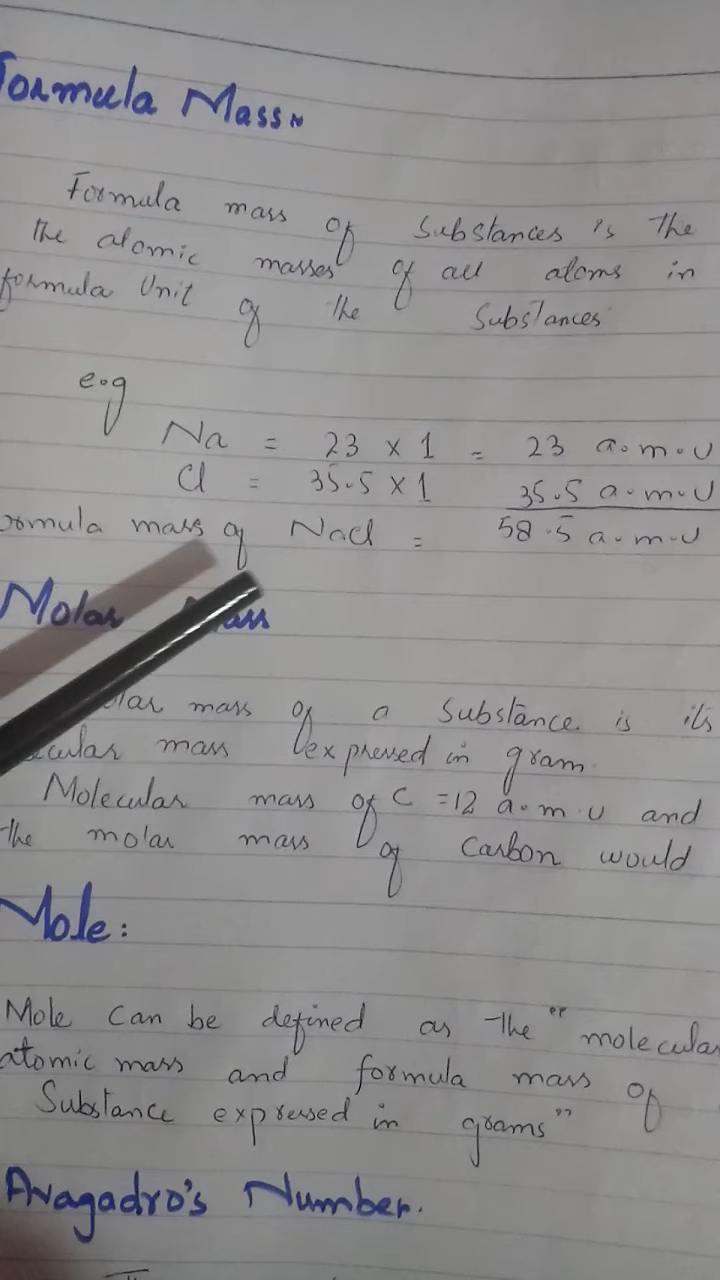 Formula Mass~
Formula mass of Substances is the
the atomic masses of all atoms in
formula Unit of the Substances
e.g
Na = 23 x 1 = 23 a.m.U
Cl = 35.5 x 1 35.5 a.m.U
ormula mass of NaCl = 58.5 a.m.U
Molar Mass
lar mass of a Substance is its
cular mass expressed in gram.
Molecular mass of C = 12 a.m.u and
the molar mass of Carbon would
Mole:
Mole Can be defined as the "molecular
atomic mass and formula mass of
Substance expressed in grams"
Avagadro's Number.